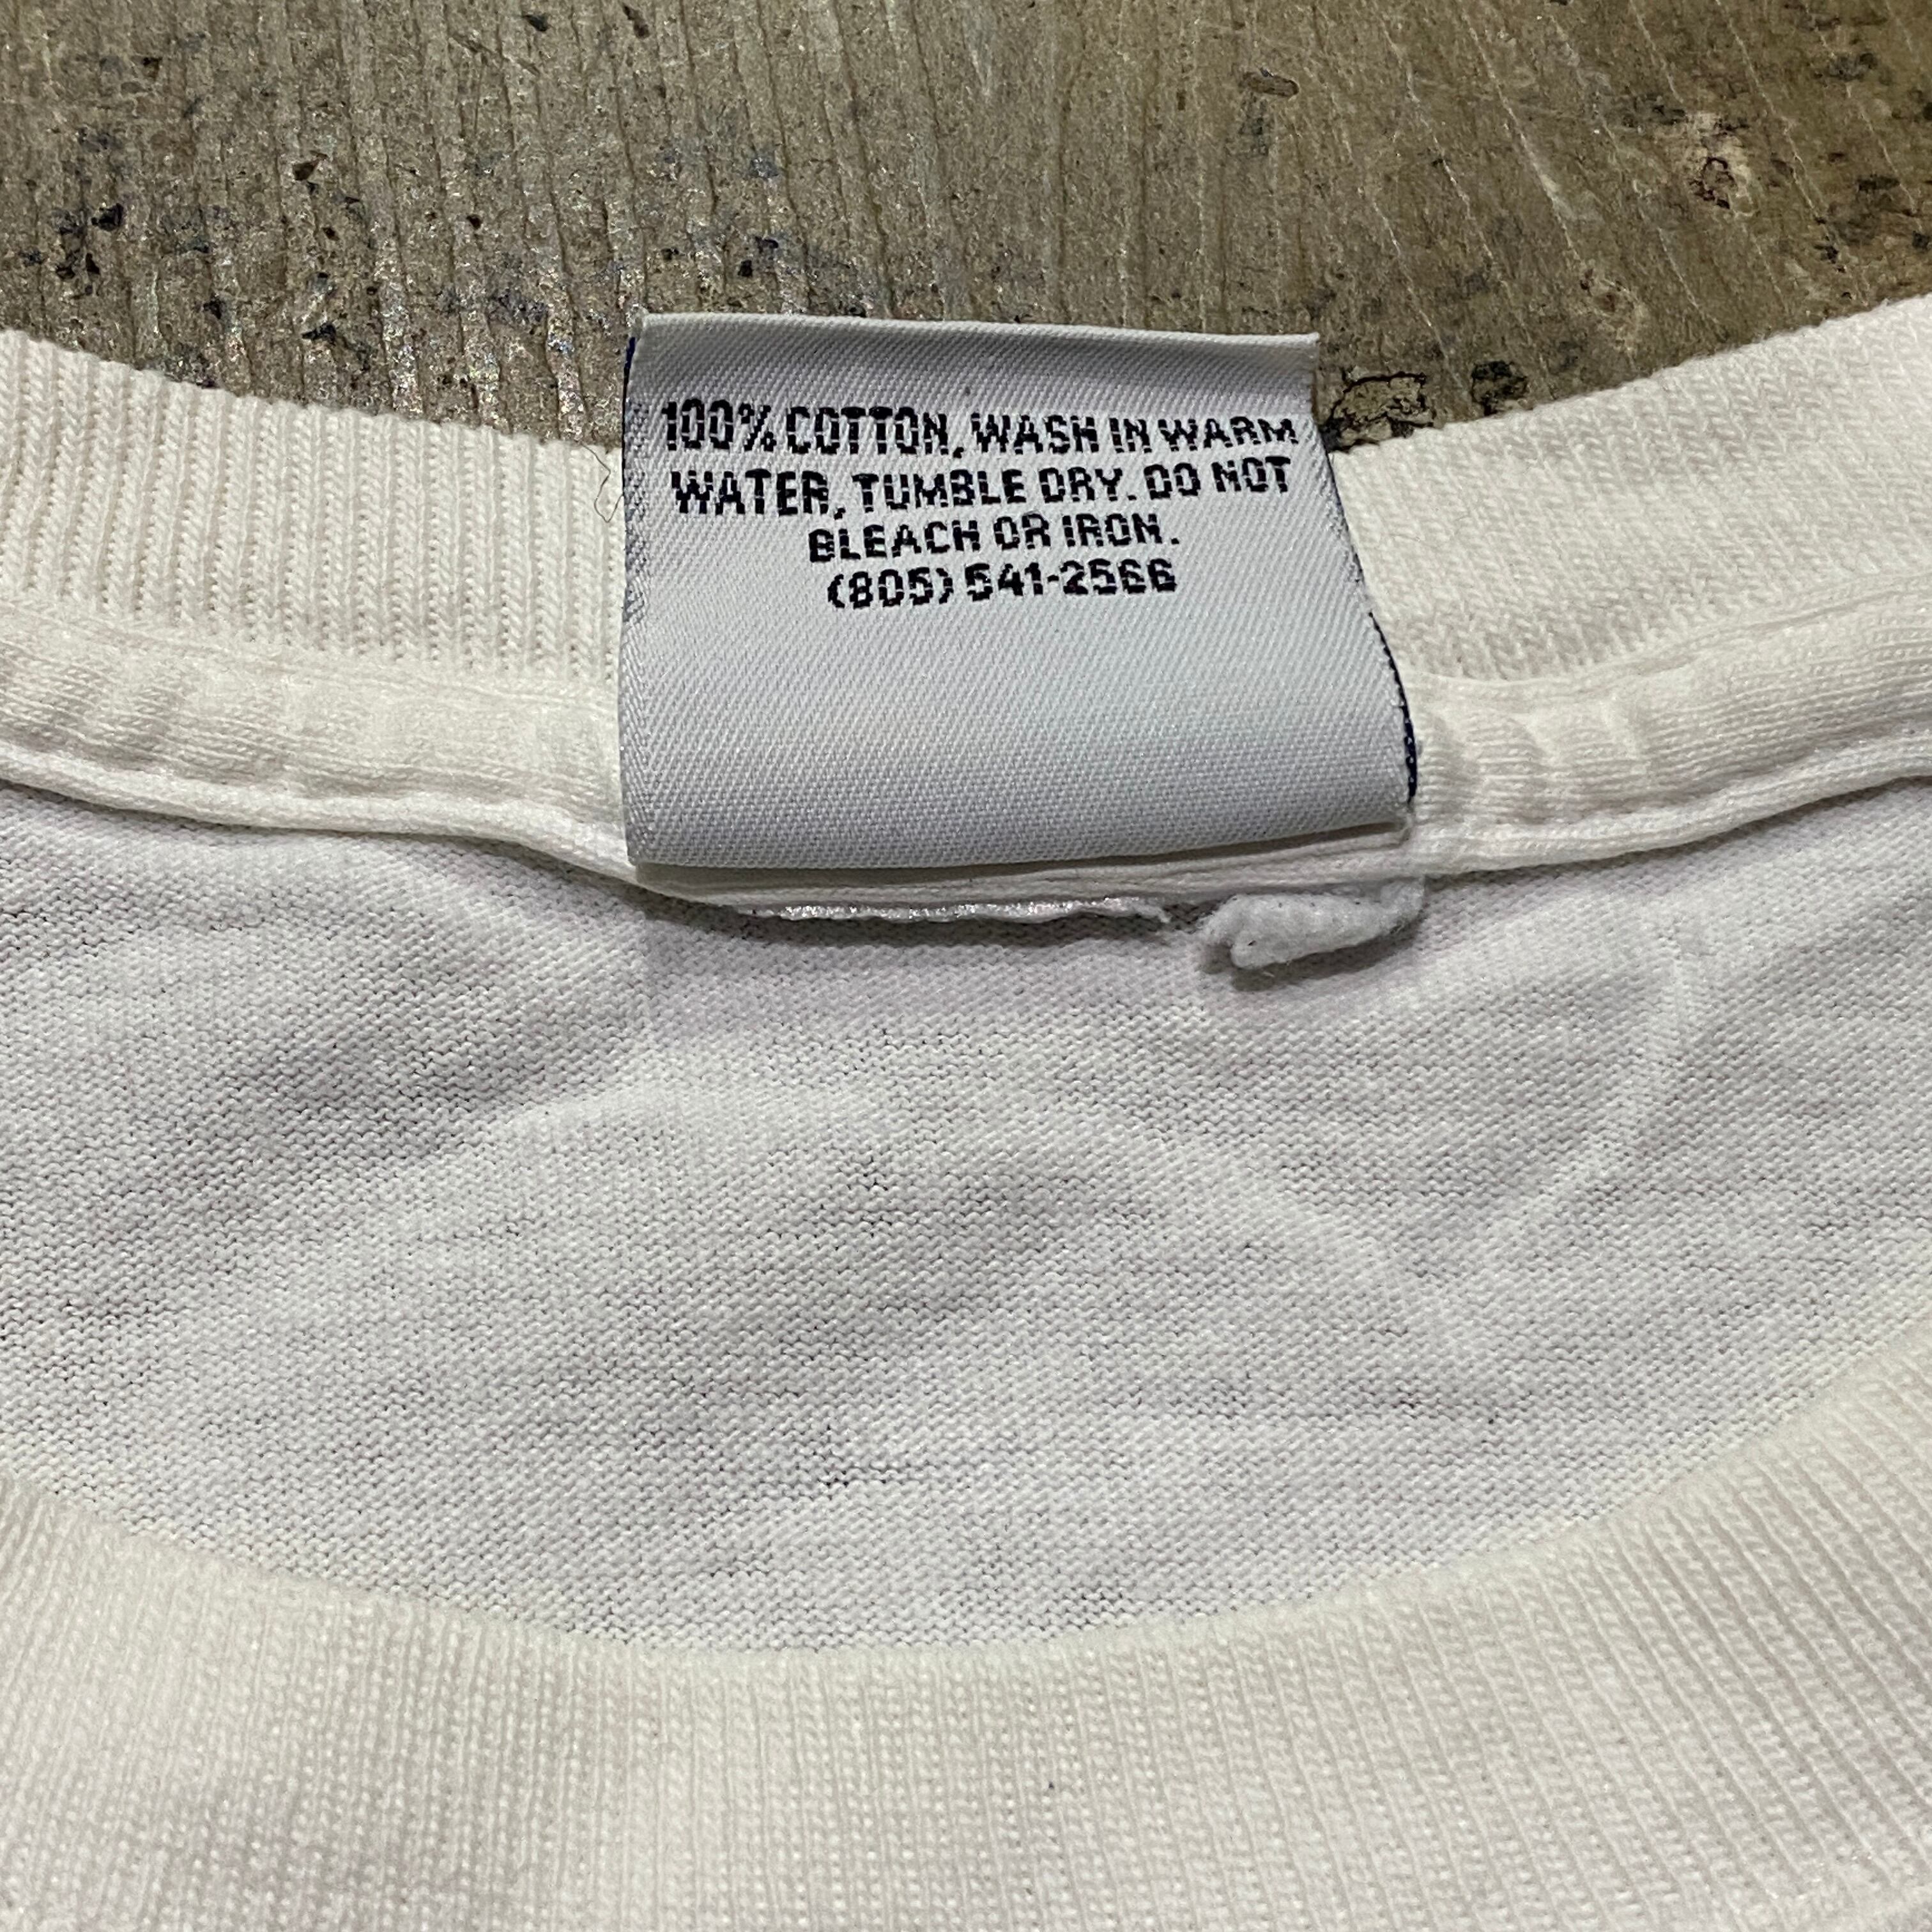 100% COTTON, WASH IN WARM
WATER, TUMBLE DRY. DO NOT
BLEACH OR IRON.
(805) 541-2566